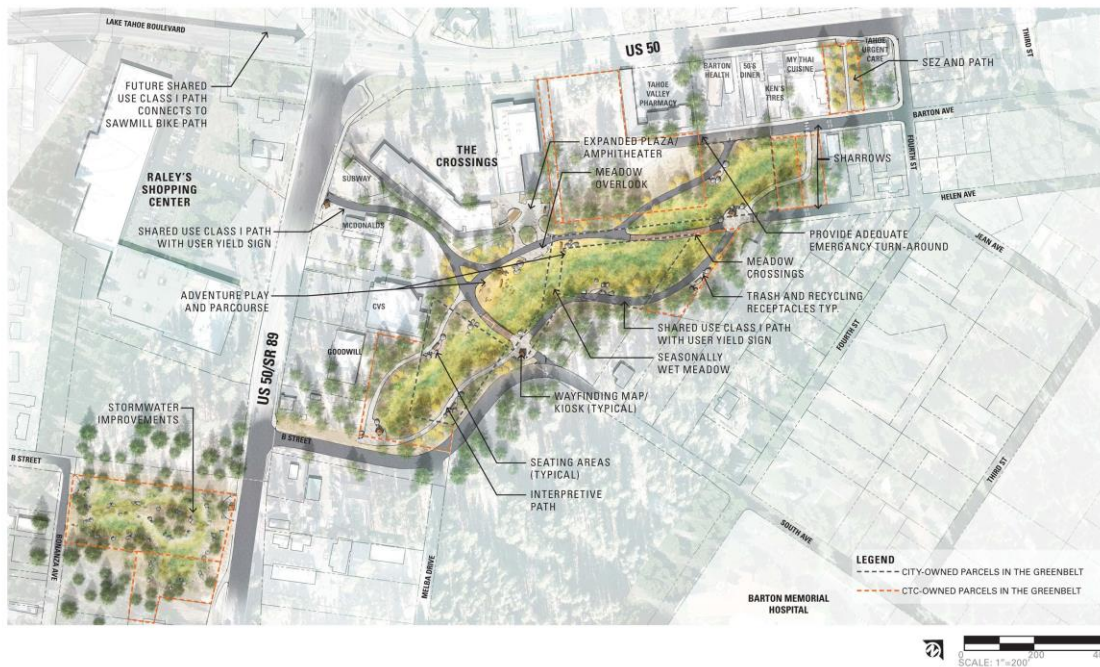 LAKE TAHOE BOULEVARD
US 50
THIRD ST
FUTURE SHARED
USE CLASS I PATH
CONNECTS TO
SAWMILL BIKE PATH
TAHOE
VALLEY
PHARMACY
BARTON
HEALTH
50'S
DINER
KEN'S
TIRES
MY THAI
CUISINE
TAHOE
URGENT
CARE
SEZ AND PATH
BARTON AVE
FOURTH ST
SHARROWS
HELEN AVE
JEAN AVE
RALEY'S
SHOPPING
CENTER
THE
CROSSINGS
EXPANDED PLAZA/
AMPHITHEATER
MEADOW
OVERLOOK
SUBWAY
MCDONALDS
SHARED USE CLASS I PATH
WITH USER YIELD SIGN
PROVIDE ADEQUATE
EMERGANCY TURN-AROUND
MEADOW
CROSSINGS
TRASH AND RECYCLING
RECEPTACLES TYP.
ADVENTURE PLAY
AND PARCOURSE
CVS
GOODWILL
US 50/SR 89
SHARED USE CLASS I PATH
WITH USER YIELD SIGN
SEASONALLY
WET MEADOW
FOURTH ST
WAYFINDING MAP/
KIOSK (TYPICAL)
STORMWATER
IMPROVEMENTS
B STREET
B STREET
SEATING AREAS
(TYPICAL)
INTERPRETIVE
PATH
THIRD ST
SOUTH AVE
BONANZA AVE
MELBA DRIVE
BARTON MEMORIAL
HOSPITAL
LEGEND
CITY-OWNED PARCELS IN THE GREENBELT
CTC-OWNED PARCELS IN THE GREENBELT
0 200
SCALE: 1"=200'